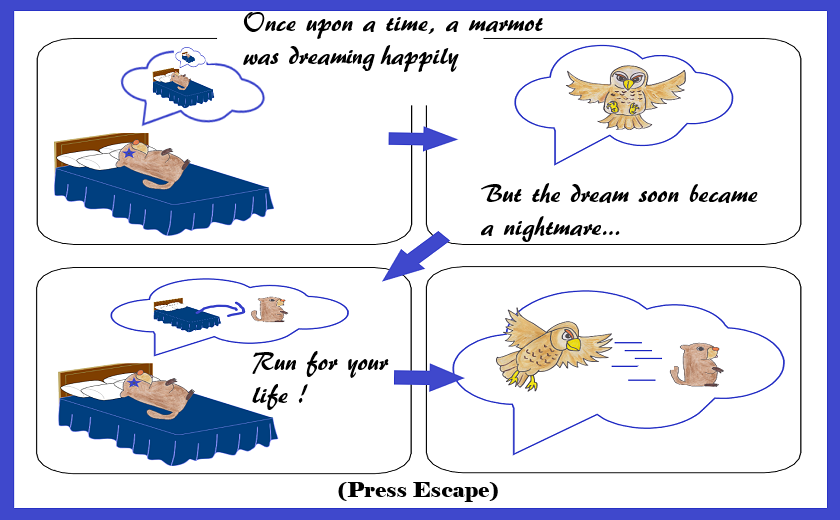 Once upon a time, a marmot
was dreaming happily
But the dream soon became
a nightmare...
Run for your
life !
(Press Escape)